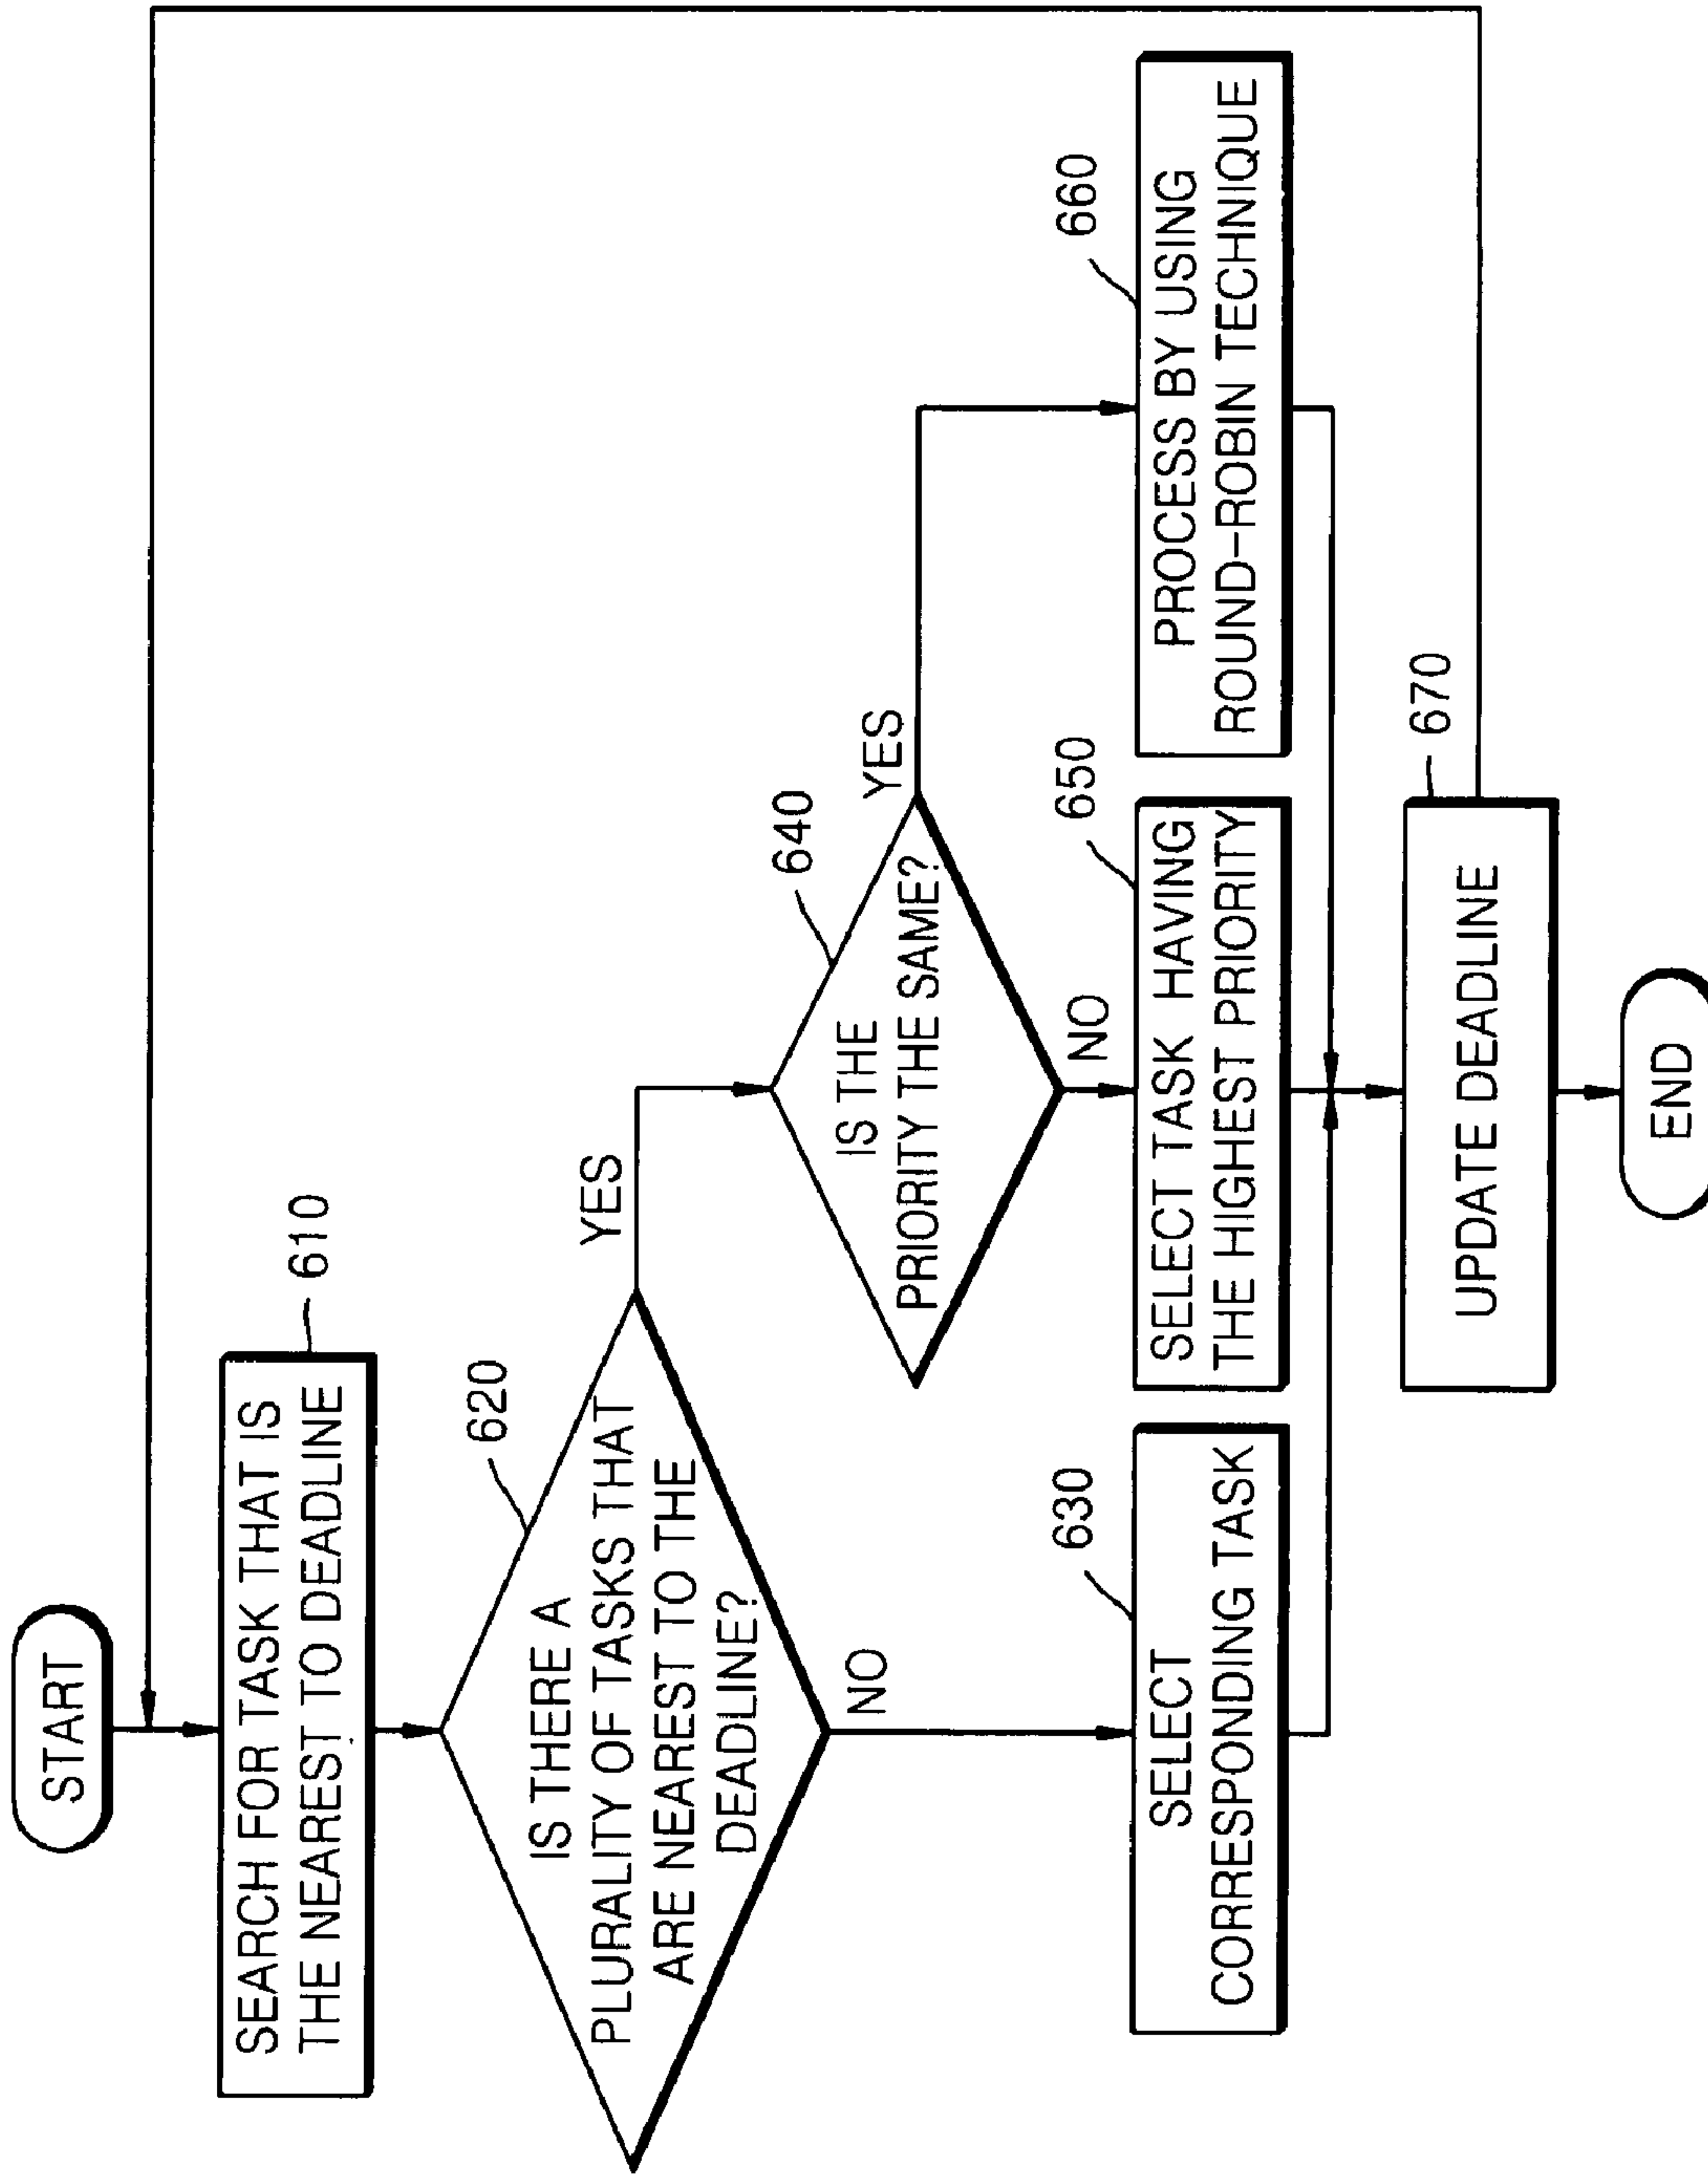 START
SEARCH FOR TASK THAT IS
THE NEAREST TO DEADLINE
610
IS THERE A
PLURALITY OF TASKS THAT
ARE NEAREST TO THE
DEADLINE?
620
YES
NO
IS THE
PRIORITY THE SAME?
640
YES
NO
SELECT
CORRESPONDING TASK
630
SELECT TASK HAVING
THE HIGHEST PRIORITY
650
PROCESS BY USING
ROUND-ROBIN TECHNIQUE
660
UPDATE DEADLINE
670
END